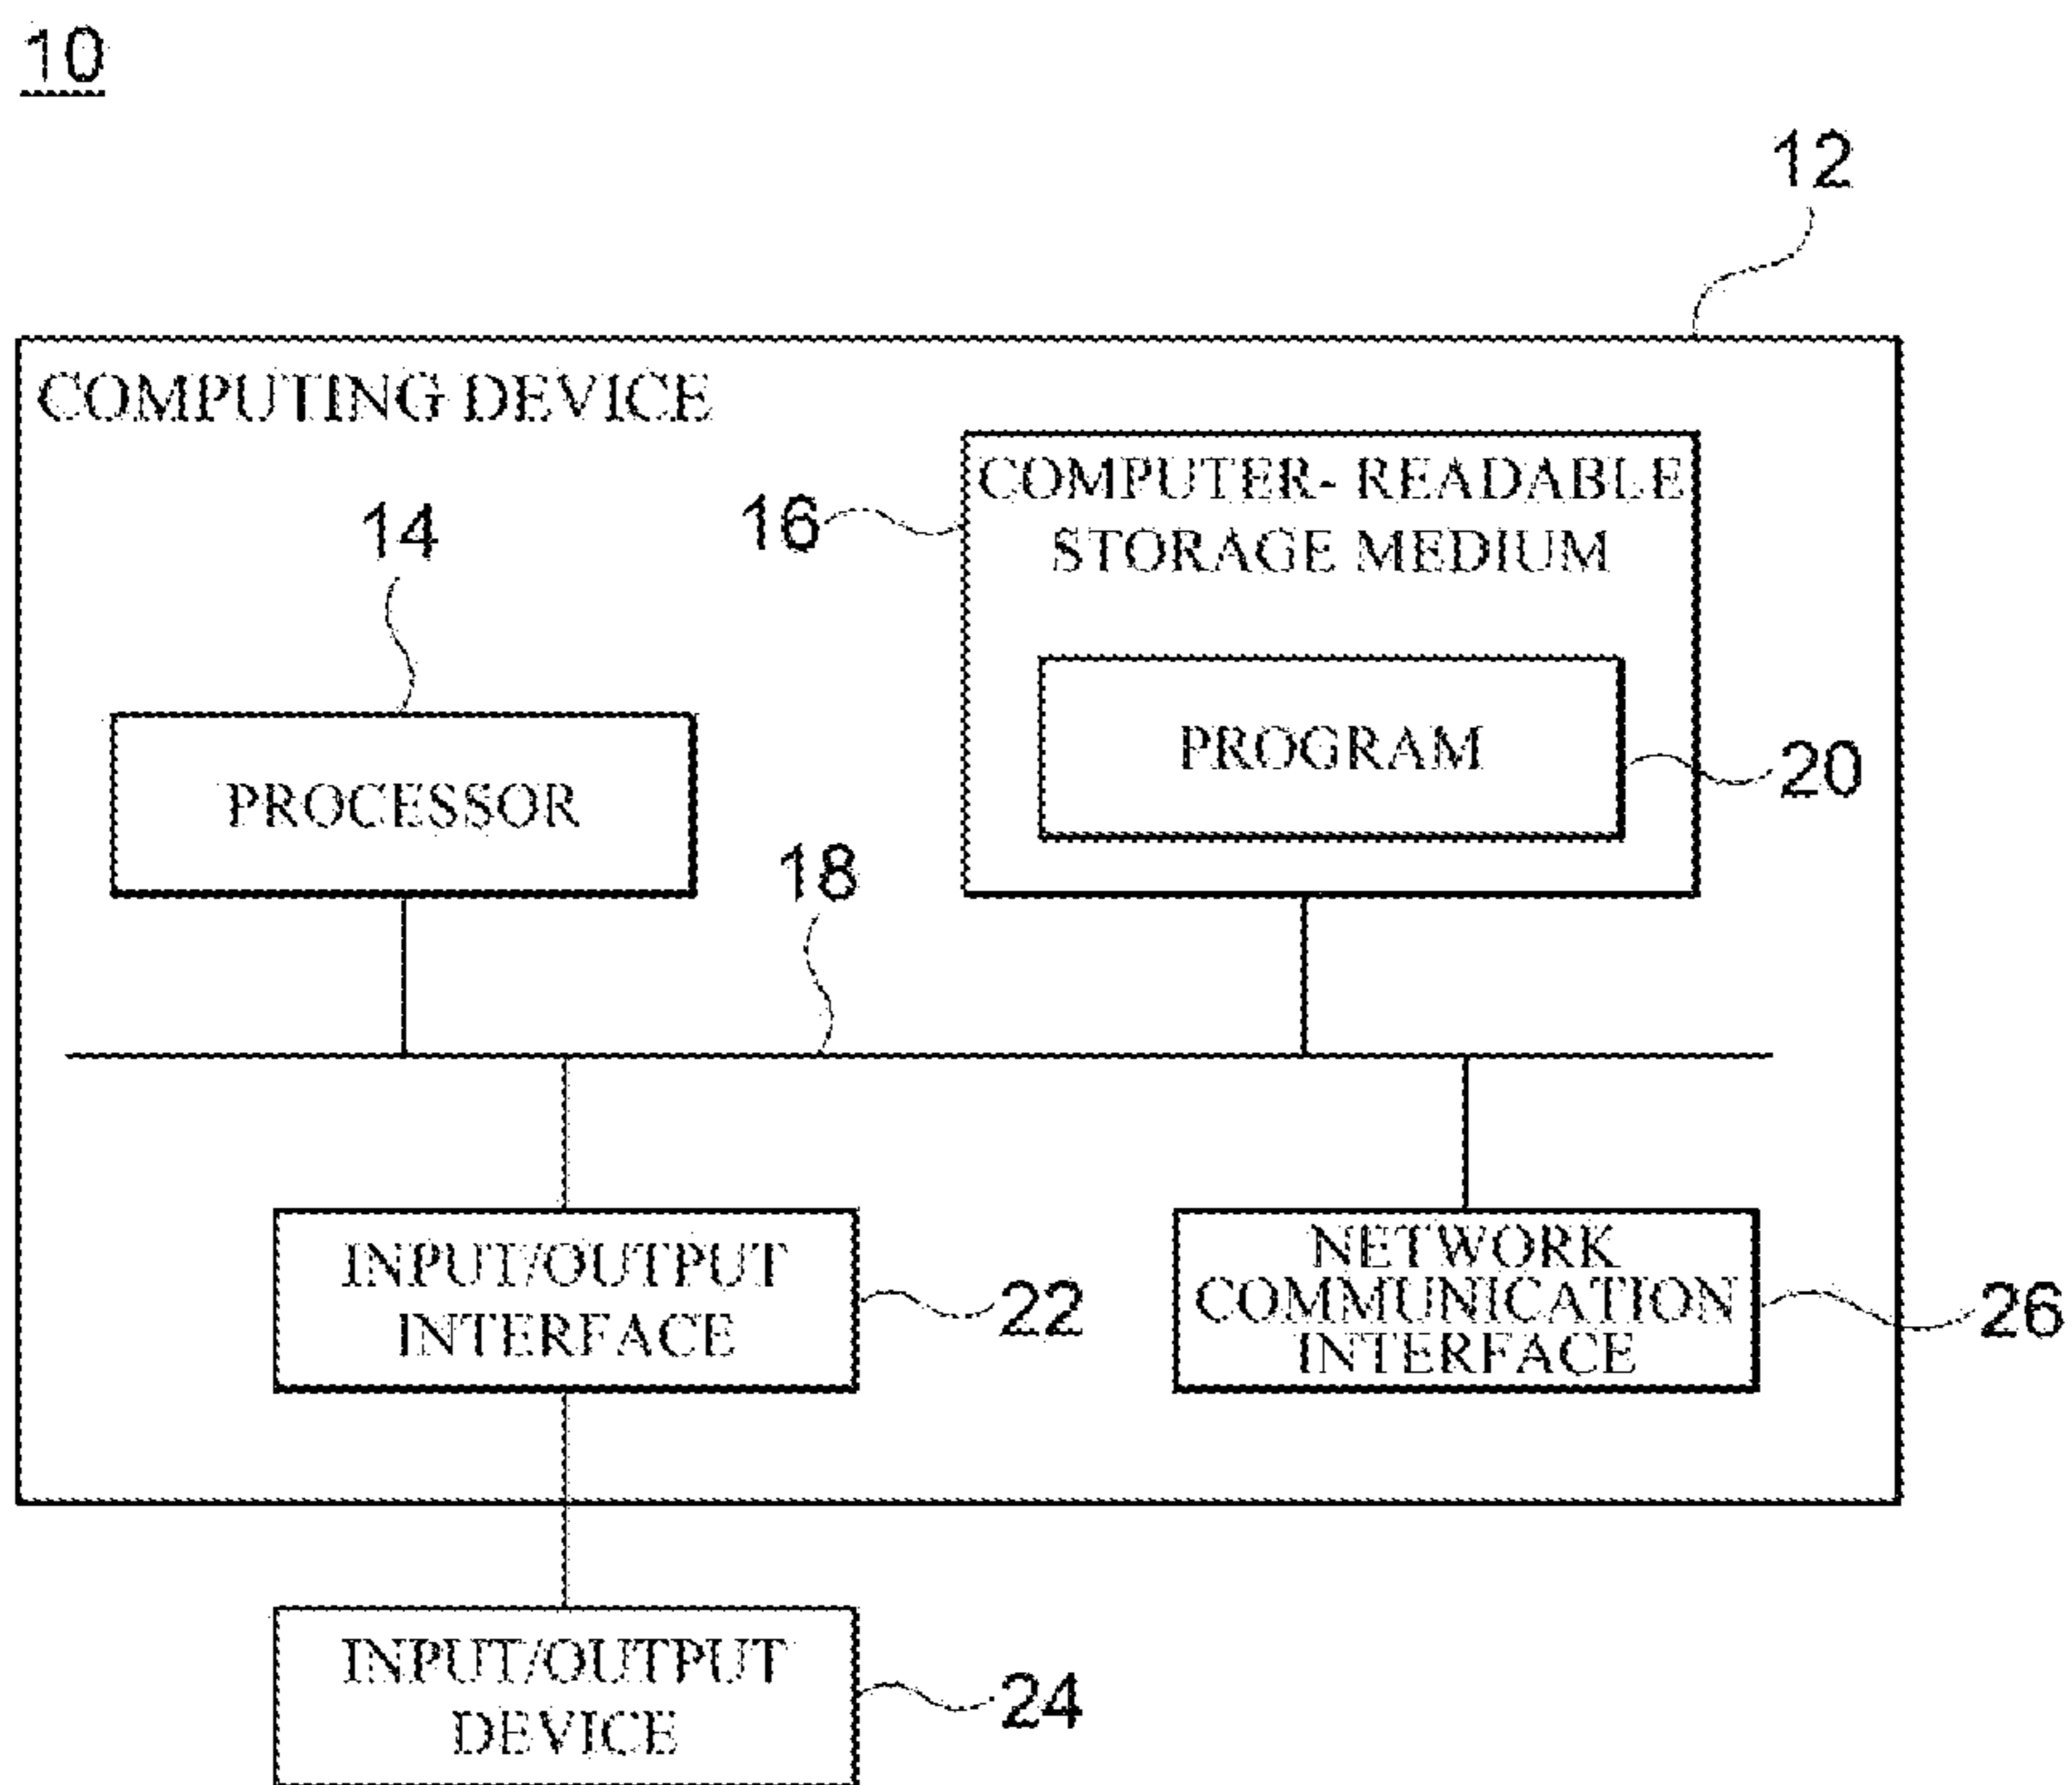 10
12
COMPUTING DEVICE
COMPUTER- READABLE
STORAGE MEDIUM
16
14
PROGRAM
20
PROCESSOR
18
INPUT/OUTPUT
INTERFACE
22
NETWORK
COMMUNICATION
INTERFACE
26
INPUT/OUTPUT
DEVICE
24